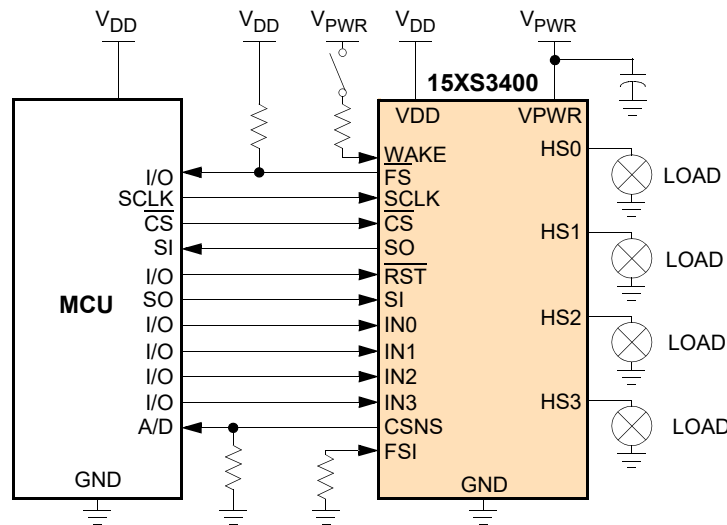 VDD VDD VPWR VDD VPWR
15XS3400
VDD VPWR
WAKE HS0
LOAD
I/O FS
SCLK SCLK
CS CS
SI SO HS1
LOAD
I/O RST
MCU SO SI
I/O IN0 HS2
I/O IN1 LOAD
I/O IN2
I/O IN3 HS3
A/D CSNS LOAD
FSI
GND GND